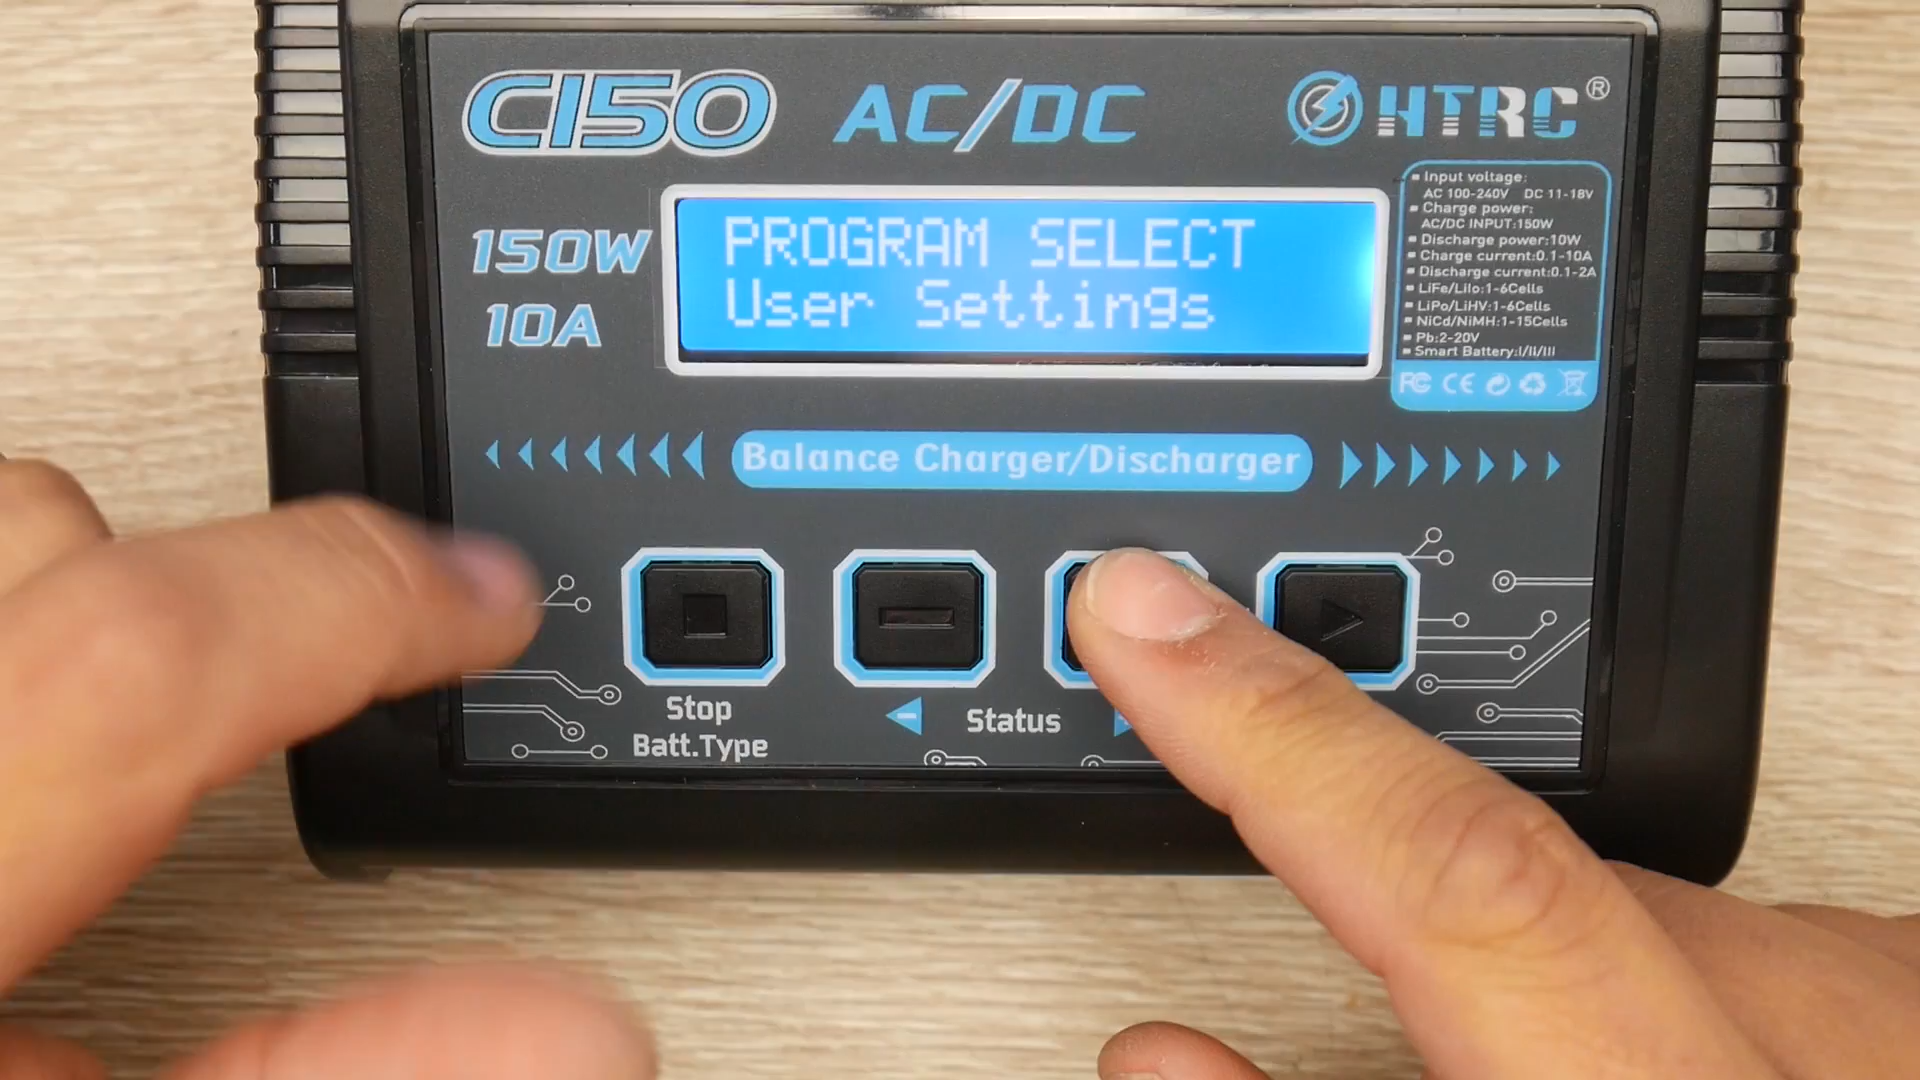 C150 AC/DC HTRC®
150W
10A
PROGRAM SELECT
User Settings
Input voltage:
AC 100-240V DC 11-18V
Charge power:
AC/DC INPUT:150W
Discharge power:10W
Charge current:0.1-10A
Discharge current:0.1-2A
LiFe/LiIo:1-6Cells
LiPo/LiHV:1-6Cells
NiCd/NiMH:1-15Cells
Pb:2-20V
Smart Battery:I/II/III
FC CE
Balance Charger/Discharger
Stop
Batt.Type
Status